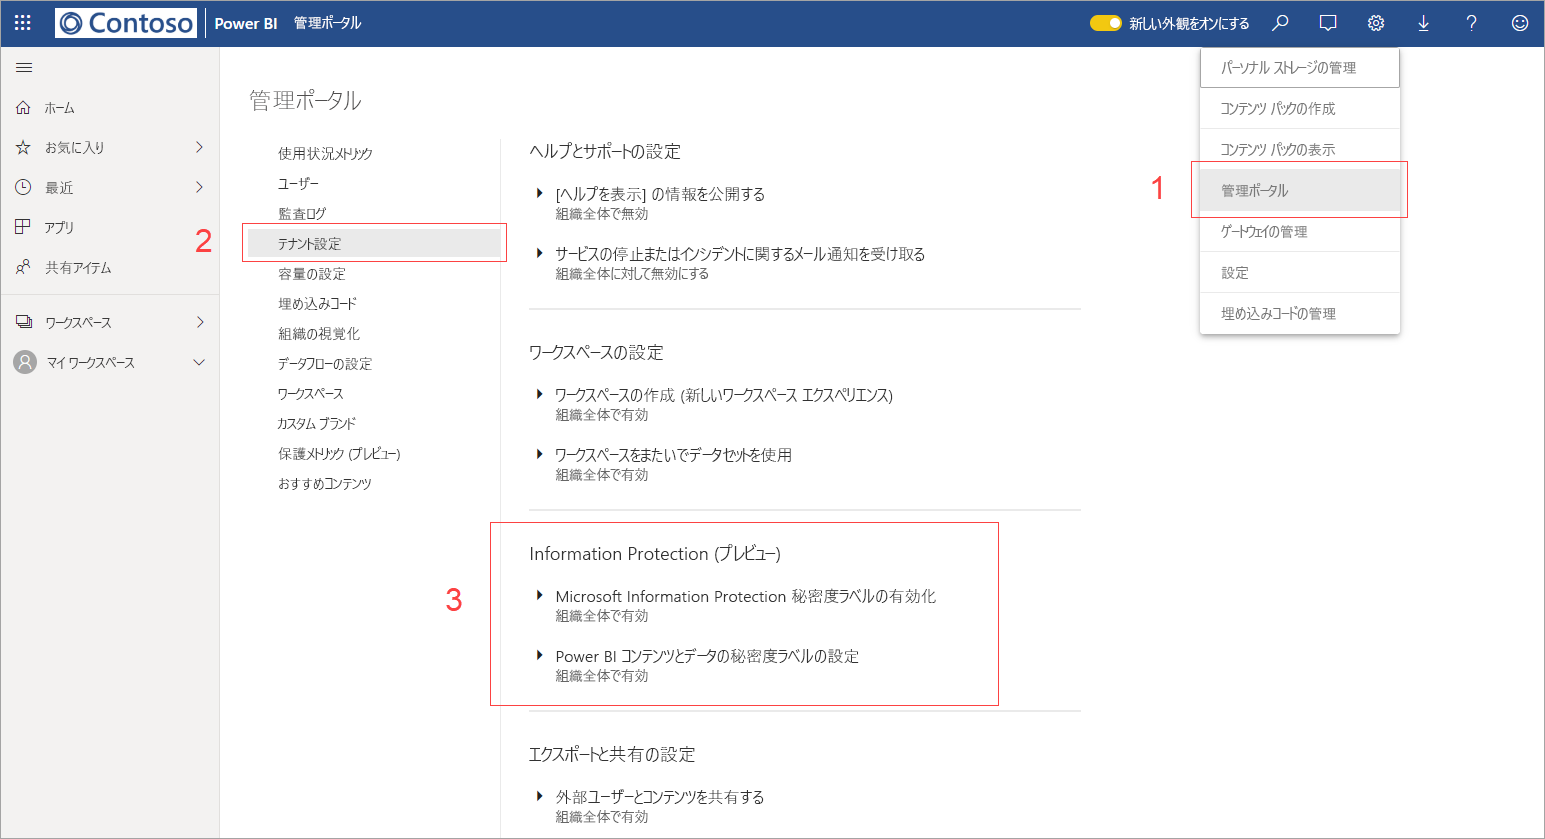 Contoso
Power BI
管理ポータル
新しい外観をオンにする
ホーム
お気に入り
最近
アプリ
共有アイテム
ワークスペース
マイ ワークスペース
管理ポータル
使用状況メトリック
ユーザー
監査ログ
2
テナント設定
容量の設定
埋め込みコード
組織の視覚化
データフローの設定
ワークスペース
カスタム ブランド
保護メトリック (プレビュー)
おすすめコンテンツ
ヘルプとサポートの設定
[ヘルプを表示] の情報を公開する
組織全体で無効
サービスの停止またはインシデントに関するメール通知を受け取る
組織全体に対して無効にする
ワークスペースの設定
ワークスペースの作成 (新しいワークスペース エクスペリエンス)
組織全体で有効
ワークスペースをまたいでデータセットを使用
組織全体で有効
3
Information Protection (プレビュー)
Microsoft Information Protection 秘密度ラベルの有効化
組織全体で有効
Power BI コンテンツとデータの秘密度ラベルの設定
組織全体で有効
エクスポートと共有の設定
外部ユーザーとコンテンツを共有する
組織全体で有効
パーソナル ストレージの管理
コンテンツ パックの作成
コンテンツ パックの表示
1
管理ポータル
ゲートウェイの管理
設定
埋め込みコードの管理